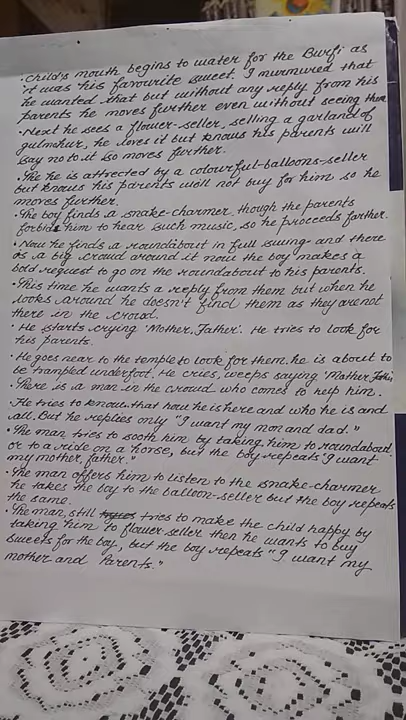 • Child's mouth begins to water for the Burfi as
it was his favourite sweet. I murmured that
he wanted that but without any reply from his
parents he moves further even without seeing them
• Next he sees a flower-seller, selling a garland of
gulmohur, he loves it but knows his parents will
say no to it so moves further.
• The he is attracted by a colourful-balloons-seller
but knows his parents will not buy for him so he
moves further.
• The boy finds a snake-charmer, though the parents
forbids him to hear such music, so he proceeds farther.
• Now he finds a roundabout in full swing and there
is a big crowd around it now the boy makes a
bold request to go on the roundabout to his parents.
• This time he wants a reply from them but when he
looks around he doesn't find them as they are not
there in the crowd.
• He starts crying 'Mother, Father'. He tries to look for
his parents.
• He goes near to the temple to look for them. he is about to
be trampled underfoot. He cries, weeps saying 'Mother Father
• There is a man in the crowd who comes to help him.
• He tries to know that how he is here and who he is and
all. but he replies only "I want my mom and dad."
• The man tries to sooth him by taking him to roundabout
or to a ride on a horse, but the boy repeats "I want
my mother, father."
• The man offers him to listen to the snake-charmer
he takes the boy to the balloon-seller but the boy repeats
the same.
• The man, still tries to make the child happy by
taking him to flower-seller then he wants to buy
sweets for the boy, but the boy repeats "I want my
mother and Parents."